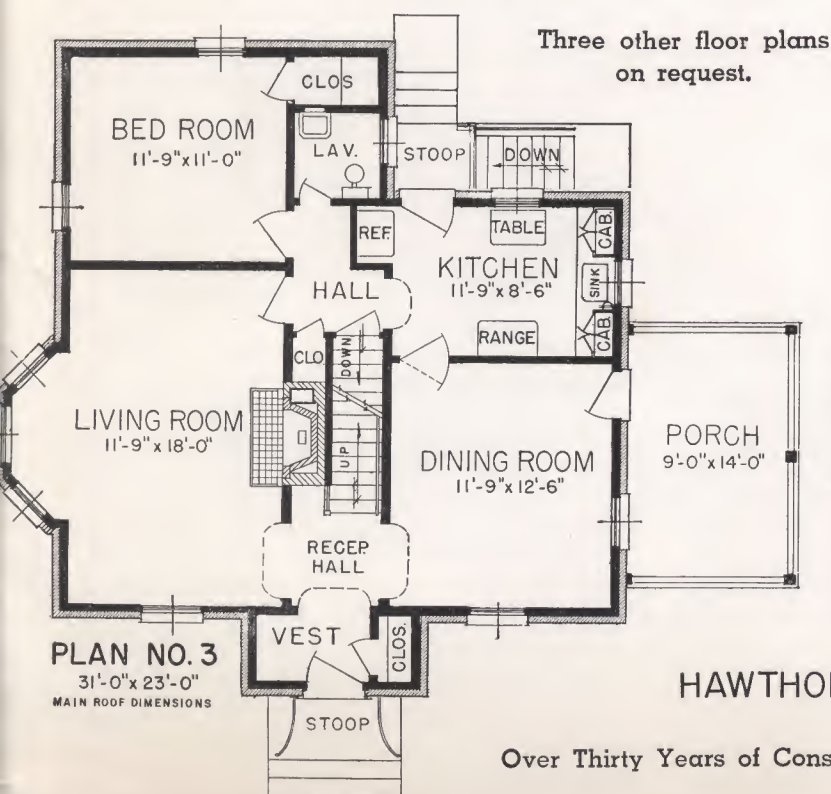 Three other floor plans
on request.
CLOS
BED ROOM
11'-9"x11'-0"
LAV.
STOOP
DOWN
REF.
TABLE
CAB.
KITCHEN
11'-9"x8'-6"
SINK
HALL
RANGE
CAB.
CLO.
DOWN
LIVING ROOM
11'-9"x18'-0"
UP
DINING ROOM
11'-9"x12'-6"
PORCH
9'-0"x14'-0"
RECEP.
HALL
VEST
CLOS.
PLAN NO. 3
31'-0"x 23'-0"
MAIN ROOF DIMENSIONS
STOOP
HAWTHO
Over Thirty Years of Cons